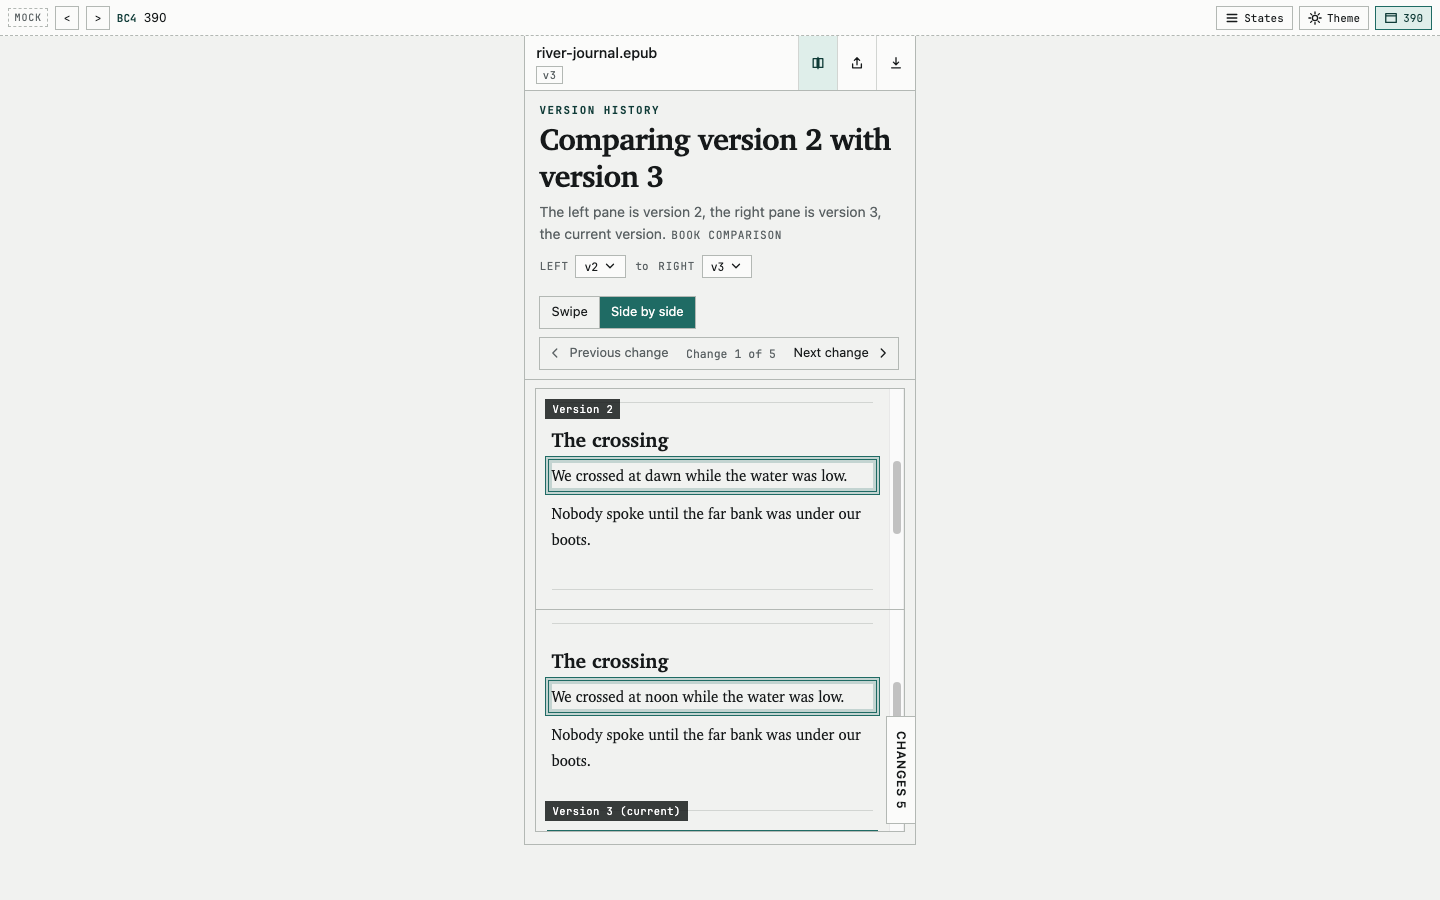 MOCK < > BC4 390 States Theme 390
river-journal.epub
v3
VERSION HISTORY
Comparing version 2 with
version 3
The left pane is version 2, the right pane is version 3,
the current version. BOOK COMPARISON
LEFT v2 to RIGHT v3
Swipe Side by side
Previous change Change 1 of 5 Next change
Version 2
The crossing
We crossed at dawn while the water was low.
Nobody spoke until the far bank was under our
boots.
The crossing
We crossed at noon while the water was low.
Nobody spoke until the far bank was under our
boots.
CHANGES 5
Version 3 (current)